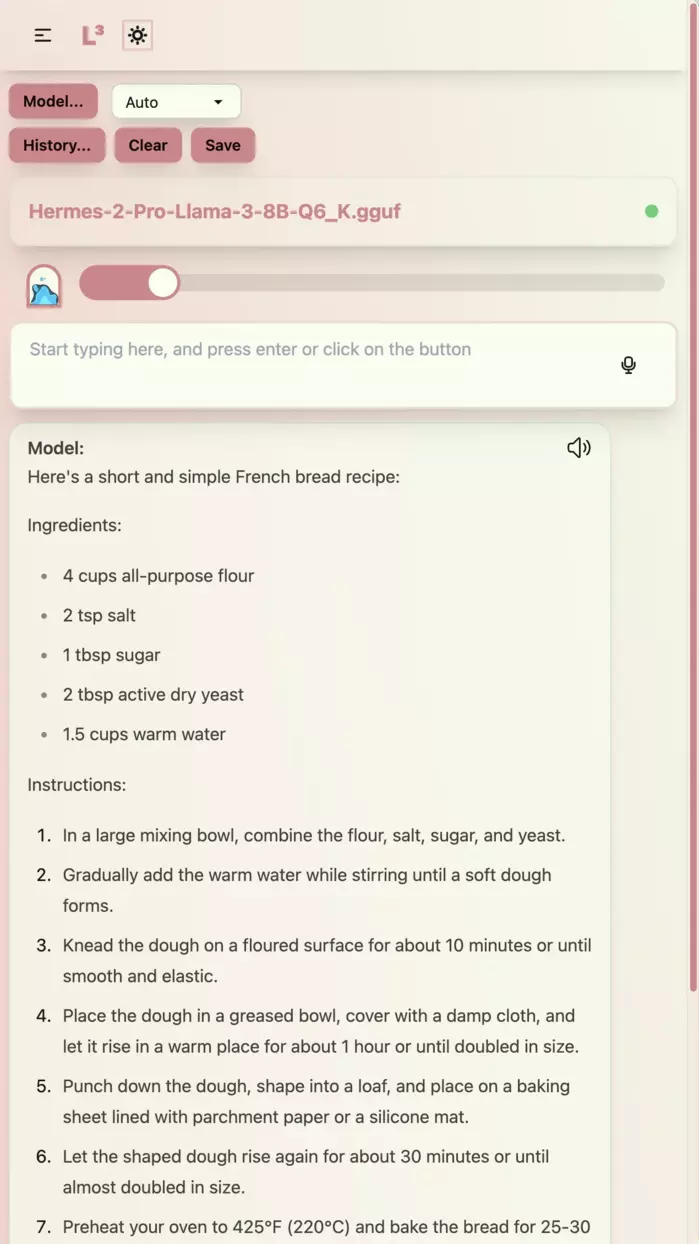 L³
Model...
Auto
History...
Clear
Save
Hermes-2-Pro-Llama-3-8B-Q6_K.gguf
Start typing here, and press enter or click on the button
Model:
Here's a short and simple French bread recipe:
Ingredients:
• 4 cups all-purpose flour
• 2 tsp salt
• 1 tbsp sugar
• 2 tbsp active dry yeast
• 1.5 cups warm water
Instructions:
1. In a large mixing bowl, combine the flour, salt, sugar, and yeast.
2. Gradually add the warm water while stirring until a soft dough
forms.
3. Knead the dough on a floured surface for about 10 minutes or until
smooth and elastic.
4. Place the dough in a greased bowl, cover with a damp cloth, and
let it rise in a warm place for about 1 hour or until doubled in size.
5. Punch down the dough, shape into a loaf, and place on a baking
sheet lined with parchment paper or a silicone mat.
6. Let the shaped dough rise again for about 30 minutes or until
almost doubled in size.
7. Preheat your oven to 425°F (220°C) and bake the bread for 25-30